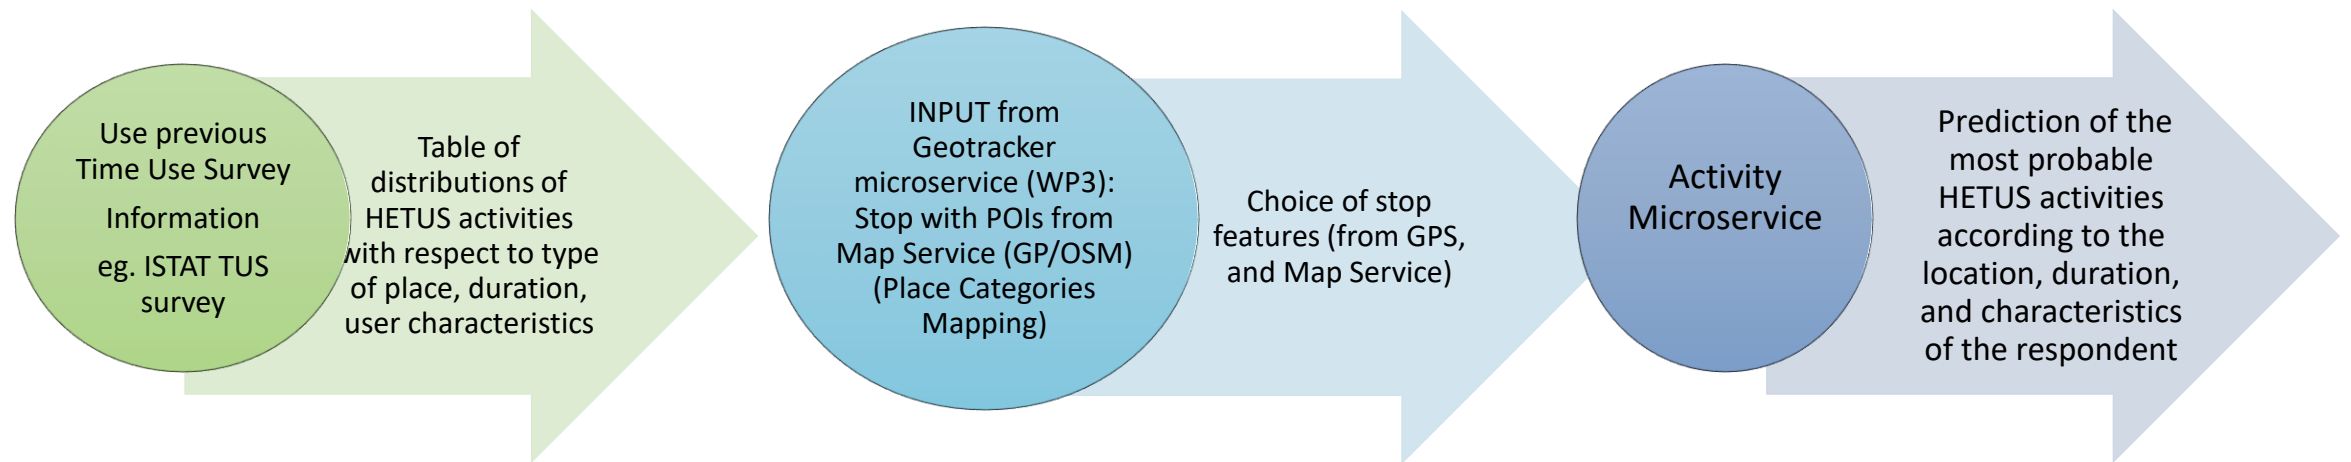 Use previous
Time Use Survey
Information
eg. ISTAT TUS
survey
Table of
distributions of
HETUS activities
with respect to type
of place, duration,
user characteristics
INPUT from
Geotracker
microservice (WP3):
Stop with POIs from
Map Service (GP/OSM)
(Place Categories
Mapping)
Choice of stop
features (from GPS,
and Map Service)
Activity
Microservice
Prediction of the
most probable
HETUS activities
according to the
location, duration,
and characteristics
of the respondent